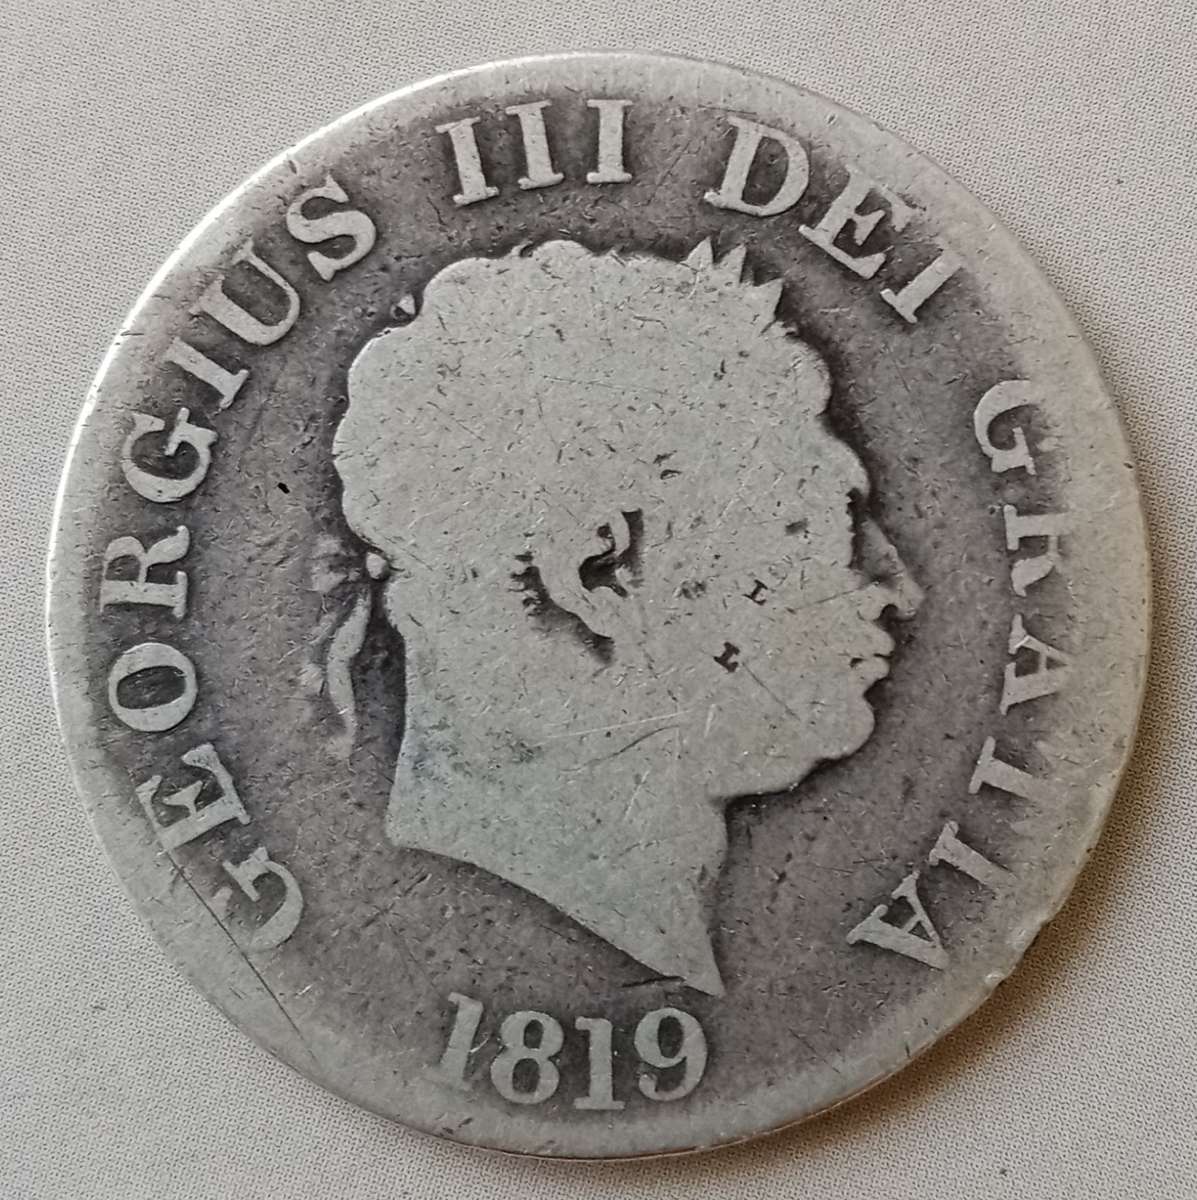 GEORGIUS III DEI GRATIA
1819
L
L